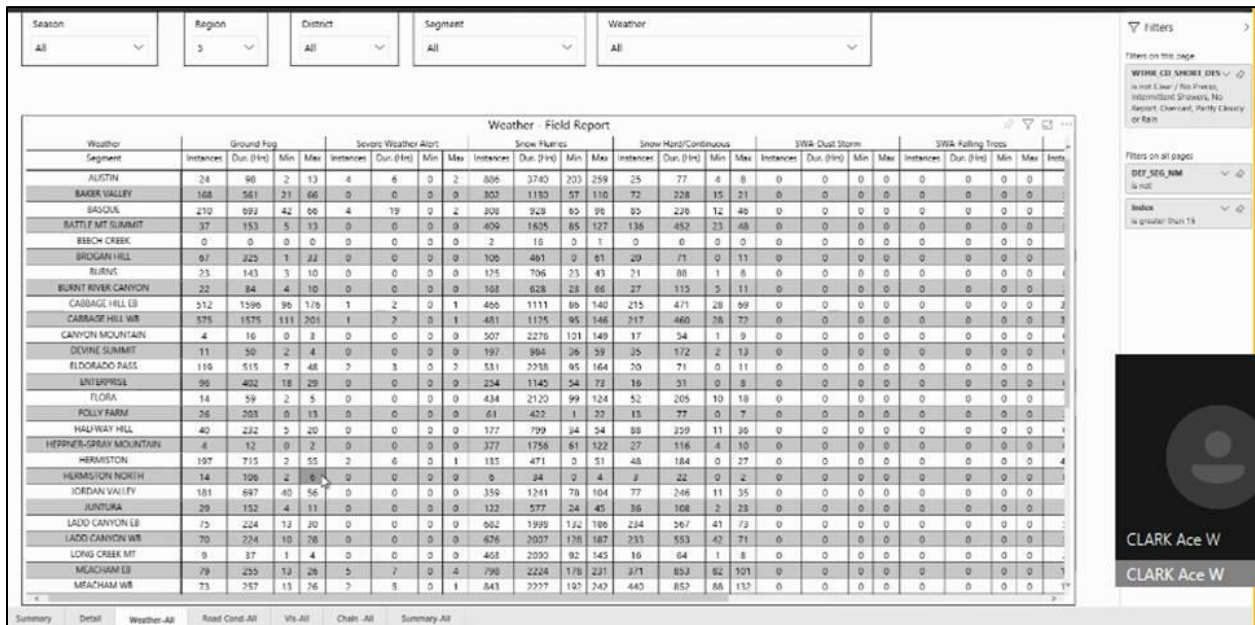 Season Region District Segment Weather
All 5 All All All
Filters
Filters on this page
WTHR_CD_SHORT_DES
is not Clear / No Precip,
Intermittent Showers, No
Report, Overcast, Partly Cloudy
or Rain
Filters on all pages
DEF_SEG_NM
is not
Index
is greater than 15
Weather - Field Report
Weather Ground Fog Severe Weather Alert Snow Flurries Snow Hard/Continuous SWA-Dust Storm SWA-Falling Trees
Segment Instances Dur. (Hrs) Min Max Instances Dur. (Hrs) Min Max Instances Dur. (Hrs) Min Max Instances Dur. (Hrs) Min Max Instances Dur. (Hrs) Min Max Instances Dur. (Hrs) Min Max
AUSTIN 24 98 2 13 4 6 0 2 886 3740 203 259 25 77 4 8 0 0 0 0 0 0 0 0
BAKER VALLEY 168 561 21 66 0 0 0 0 302 1130 57 110 72 228 15 21 0 0 0 0 0 0 0 0
BASQUE 210 693 42 66 4 19 0 2 308 928 65 96 85 236 12 46 0 0 0 0 0 0 0 0
BATTLE MT SUMMIT 37 153 5 13 0 0 0 0 409 1605 85 127 136 452 23 48 0 0 0 0 0 0 0 0
BEECH CREEK 0 0 0 0 0 0 0 0 2 16 0 1 0 0 0 0 0 0 0 0 0 0 0 0
BROGAN HILL 67 325 1 33 0 0 0 0 106 461 0 61 20 71 0 11 0 0 0 0 0 0 0 0
BURNS 23 143 3 10 0 0 0 0 125 706 23 43 21 88 1 8 0 0 0 0 0 0 0 0
BURNT RIVER CANYON 22 84 4 10 0 0 0 0 163 628 23 66 27 115 5 11 0 0 0 0 0 0 0 0
CABBAGE HILL EB 512 1596 96 176 1 2 0 1 466 1111 86 140 215 471 28 69 0 0 0 0 0 0 0 0
CABBAGE HILL WB 575 1575 111 201 1 2 0 1 481 1125 95 146 217 460 28 72 0 0 0 0 0 0 0 0
CANYON MOUNTAIN 4 16 0 3 0 0 0 0 507 2276 101 149 17 54 1 9 0 0 0 0 0 0 0 0
DEVINE SUMMIT 11 50 2 4 0 0 0 0 197 984 36 59 35 172 2 13 0 0 0 0 0 0 0 0
ELDORADO PASS 119 515 7 48 2 3 0 2 531 2238 95 164 20 71 0 11 0 0 0 0 0 0 0 0
ENTERPRISE 96 402 18 29 0 0 0 0 254 1145 54 73 16 51 0 8 0 0 0 0 0 0 0 0
FLORA 14 59 2 5 0 0 0 0 434 2120 99 124 52 205 10 18 0 0 0 0 0 0 0 0
FOLLY FARM 26 203 0 13 0 0 0 0 61 422 1 22 13 77 0 7 0 0 0 0 0 0 0 0
HALFWAY HILL 40 232 5 20 0 0 0 0 177 799 34 54 88 359 11 36 0 0 0 0 0 0 0 0
HEPPNER-SPRAY MOUNTAIN 4 12 0 2 0 0 0 0 377 1756 61 122 27 116 4 10 0 0 0 0 0 0 0 0
HERMISTON 197 715 2 55 2 6 0 1 135 471 0 51 48 184 0 27 0 0 0 0 0 0 0 0
HERMISTON NORTH 14 106 2 6 0 0 0 0 6 34 0 4 3 22 0 2 0 0 0 0 0 0 0 0
JORDAN VALLEY 181 697 40 56 0 0 0 0 359 1241 78 104 77 246 11 35 0 0 0 0 0 0 0 0
JUNTURA 29 152 4 11 0 0 0 0 122 577 24 45 36 108 2 23 0 0 0 0 0 0 0 0
LADD CANYON EB 75 224 13 30 0 0 0 0 682 1998 132 186 234 567 41 73 0 0 0 0 0 0 0 0
LADD CANYON WB 70 224 10 28 0 0 0 0 676 2007 128 187 233 553 42 71 0 0 0 0 0 0 0 0
LONG CREEK MT 9 37 1 4 0 0 0 0 463 2090 92 145 16 64 1 8 0 0 0 0 0 0 0 0
MEACHAM EB 79 255 13 26 5 7 0 4 798 2224 178 231 371 853 82 101 0 0 0 0 0 0 0 0
MEACHAM WB 73 257 13 26 2 5 0 1 843 2227 192 242 440 852 88 132 0 0 0 0 0 0 0 0
CLARK Ace W
CLARK Ace W
Summary Detail Weather-All Road Cond-All Vis-All Chain -All Summary-All